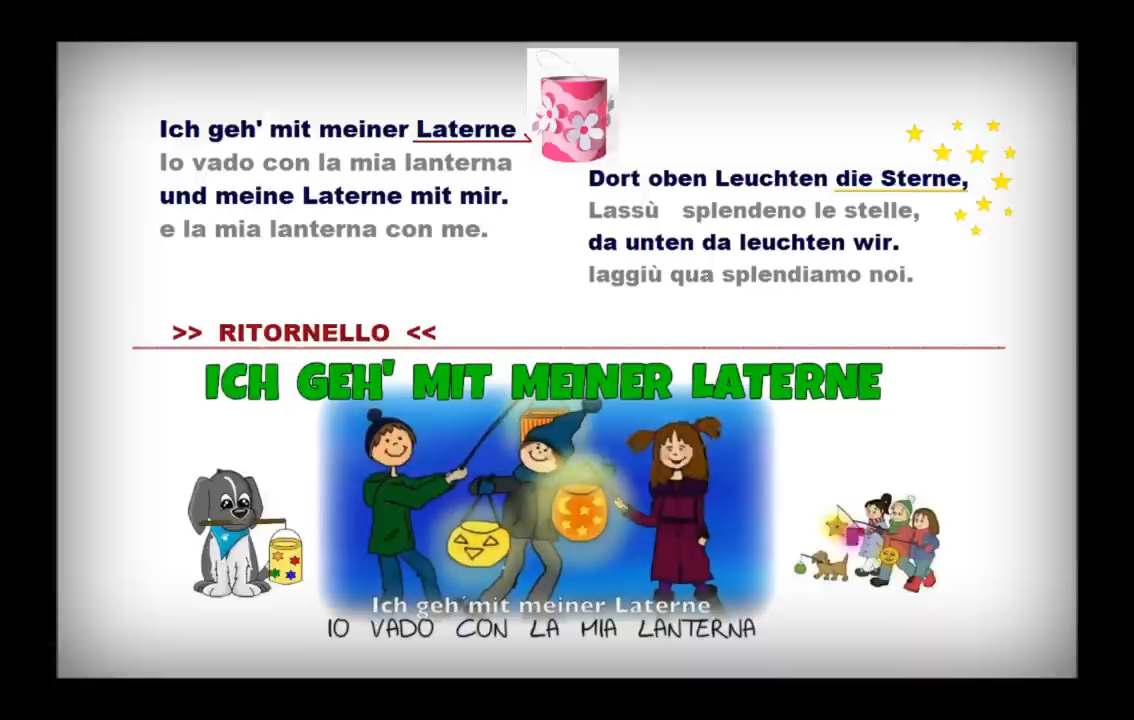 Ich geh' mit meiner Laterne
Io vado con la mia lanterna
und meine Laterne mit mir.
e la mia lanterna con me.
Dort oben Leuchten die Sterne,
Lassù splendeno le stelle,
da unten da leuchten wir.
laggiù qua splendiamo noi.
>> RITORNELLO <<
ICH GEH' MIT MEINER LATERNE
Ich geh´mit meiner Laterne
IO VADO CON LA MIA LANTERNA